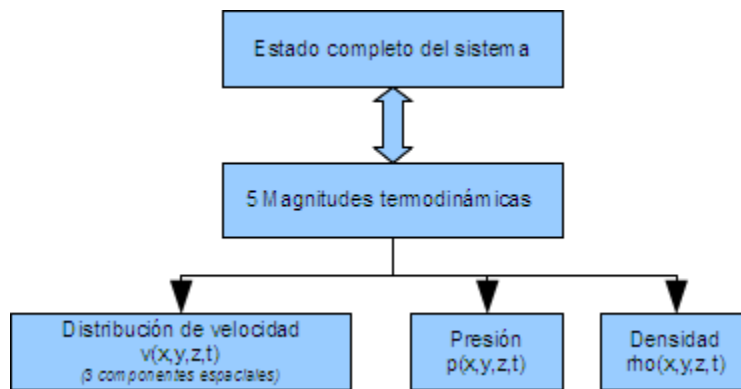 Estado completo del sistema
5 Magnitudes termodinámicas
Distribución de velocidad
v(x,y,z,t)
(3 componentes espaciales)
Presión
p(x,y,z,t)
Densidad
rho(x,y,z,t)